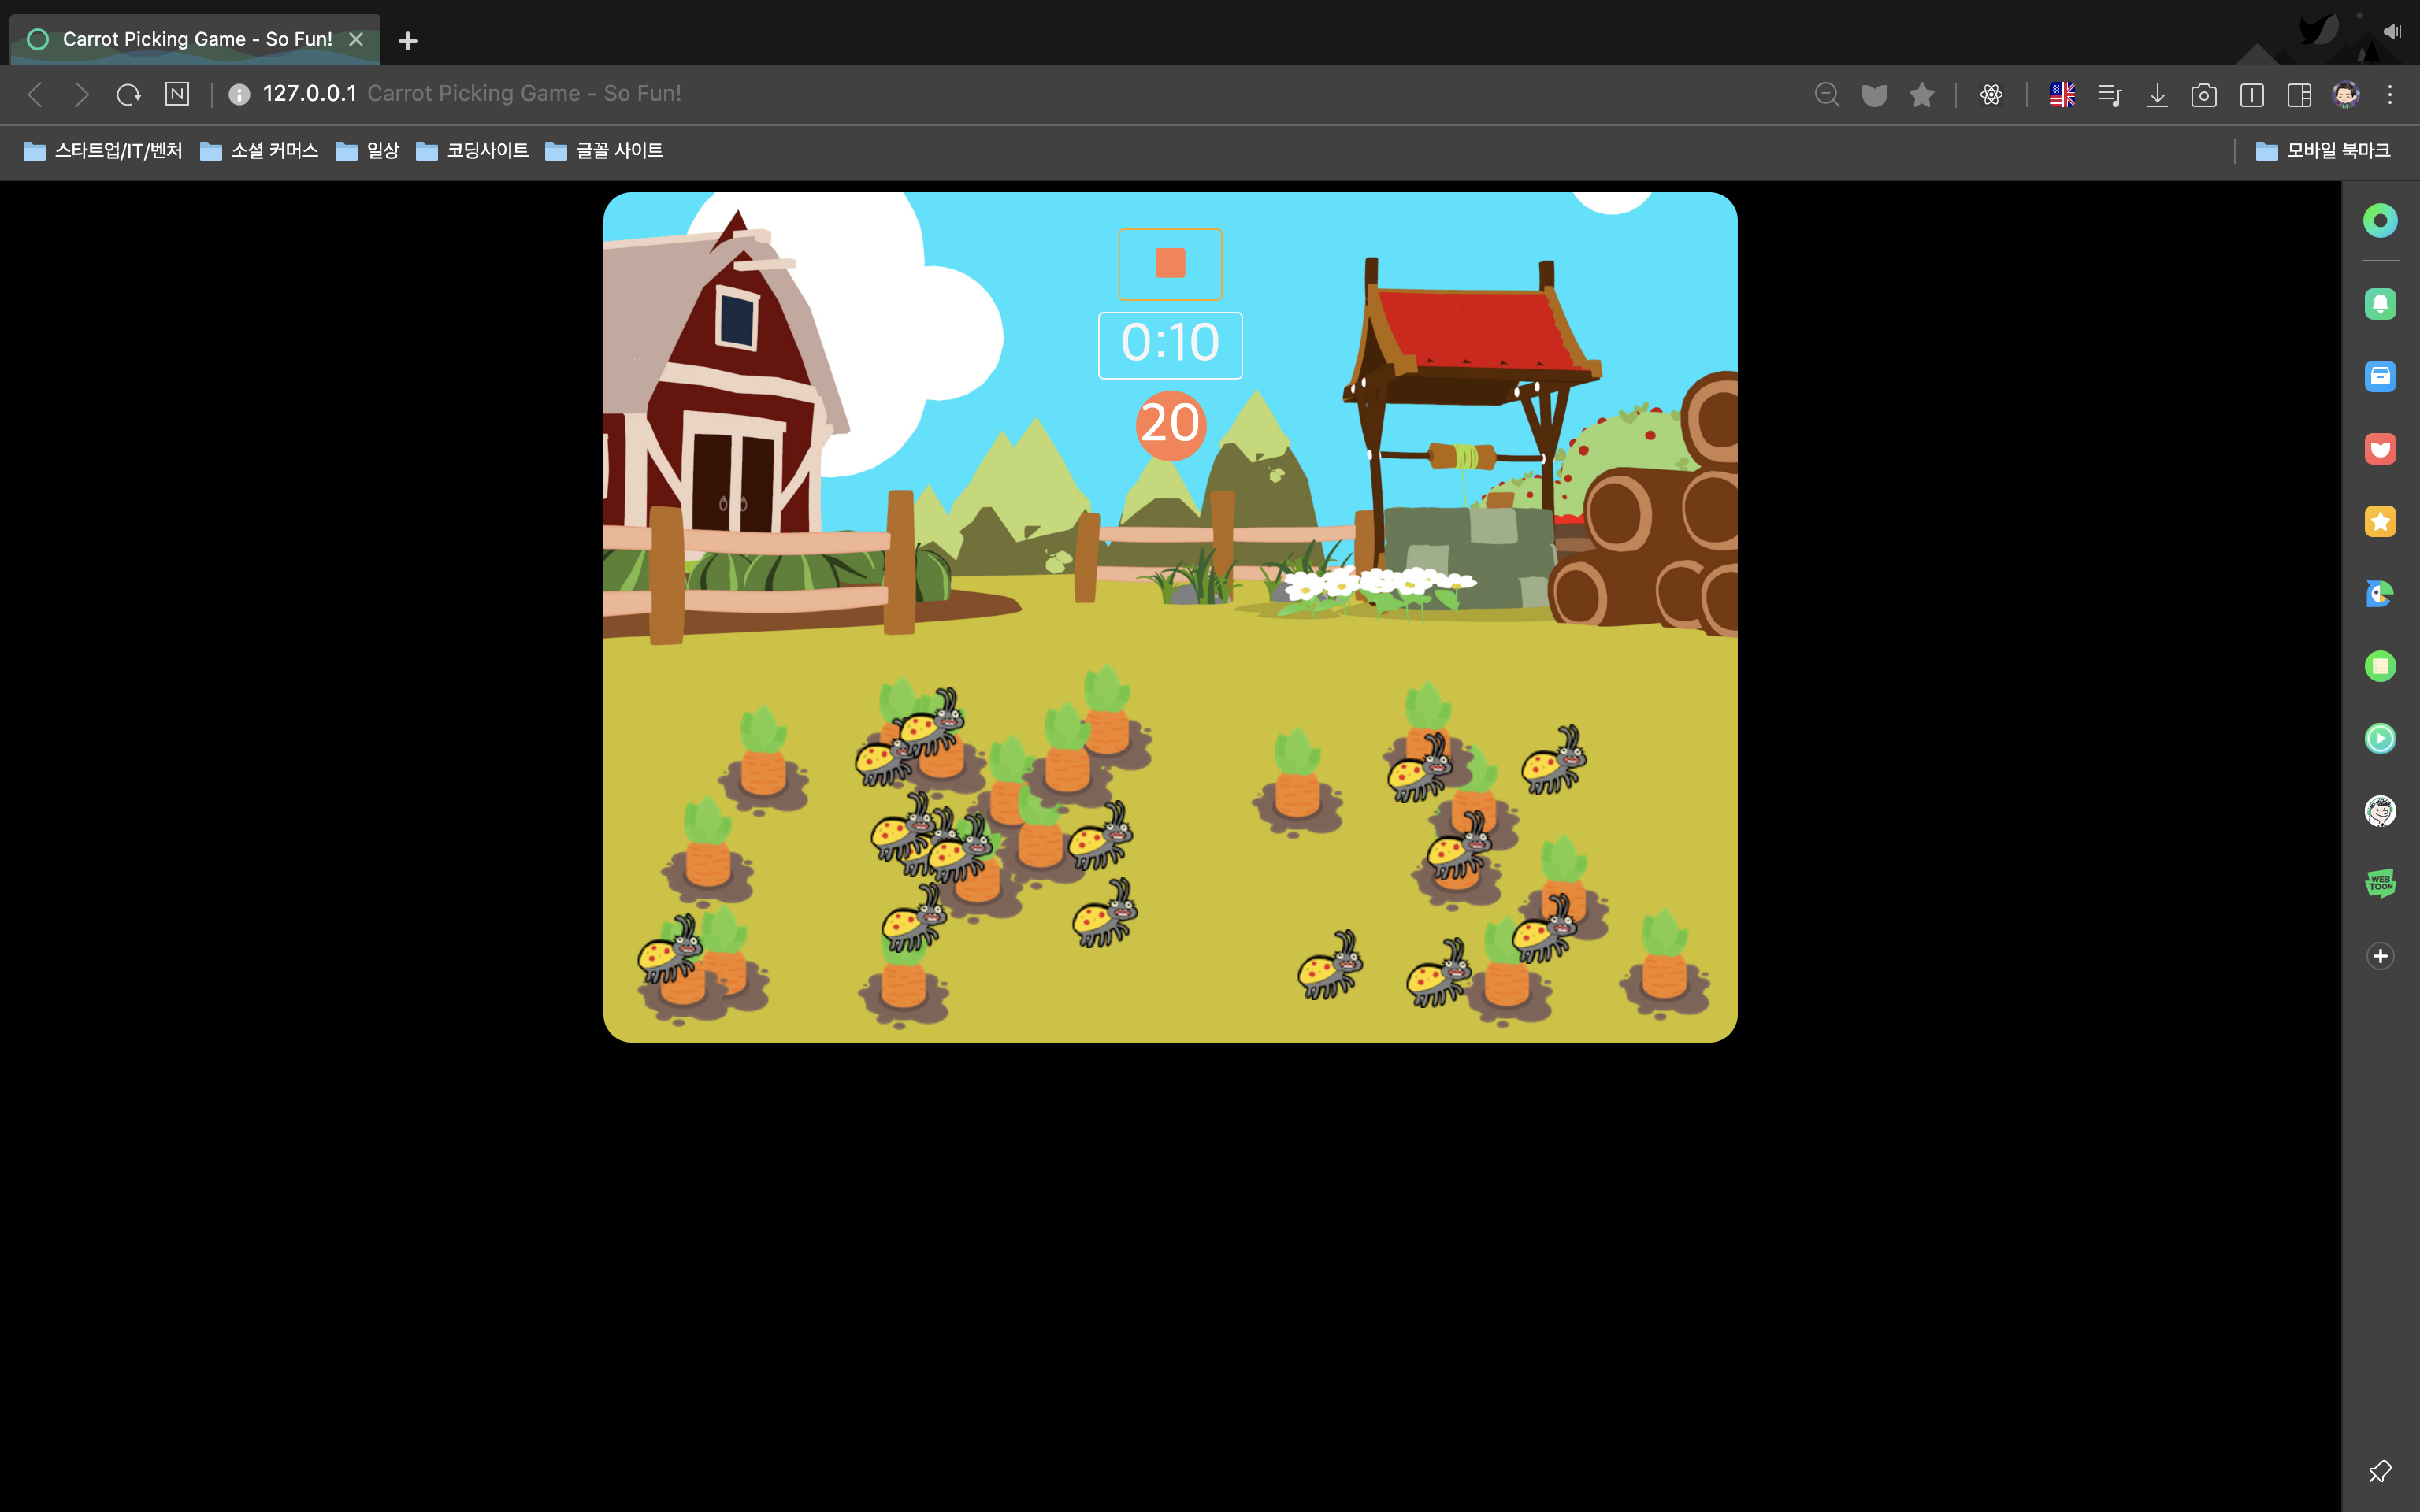 Carrot Picking Game - So Fun!
N 127.0.0.1 Carrot Picking Game - So Fun!
스타트업/IT/벤처 소셜 커머스 일상 코딩사이트 글꼴 사이트 모바일 북마크
0:10
20
WEB
TOON